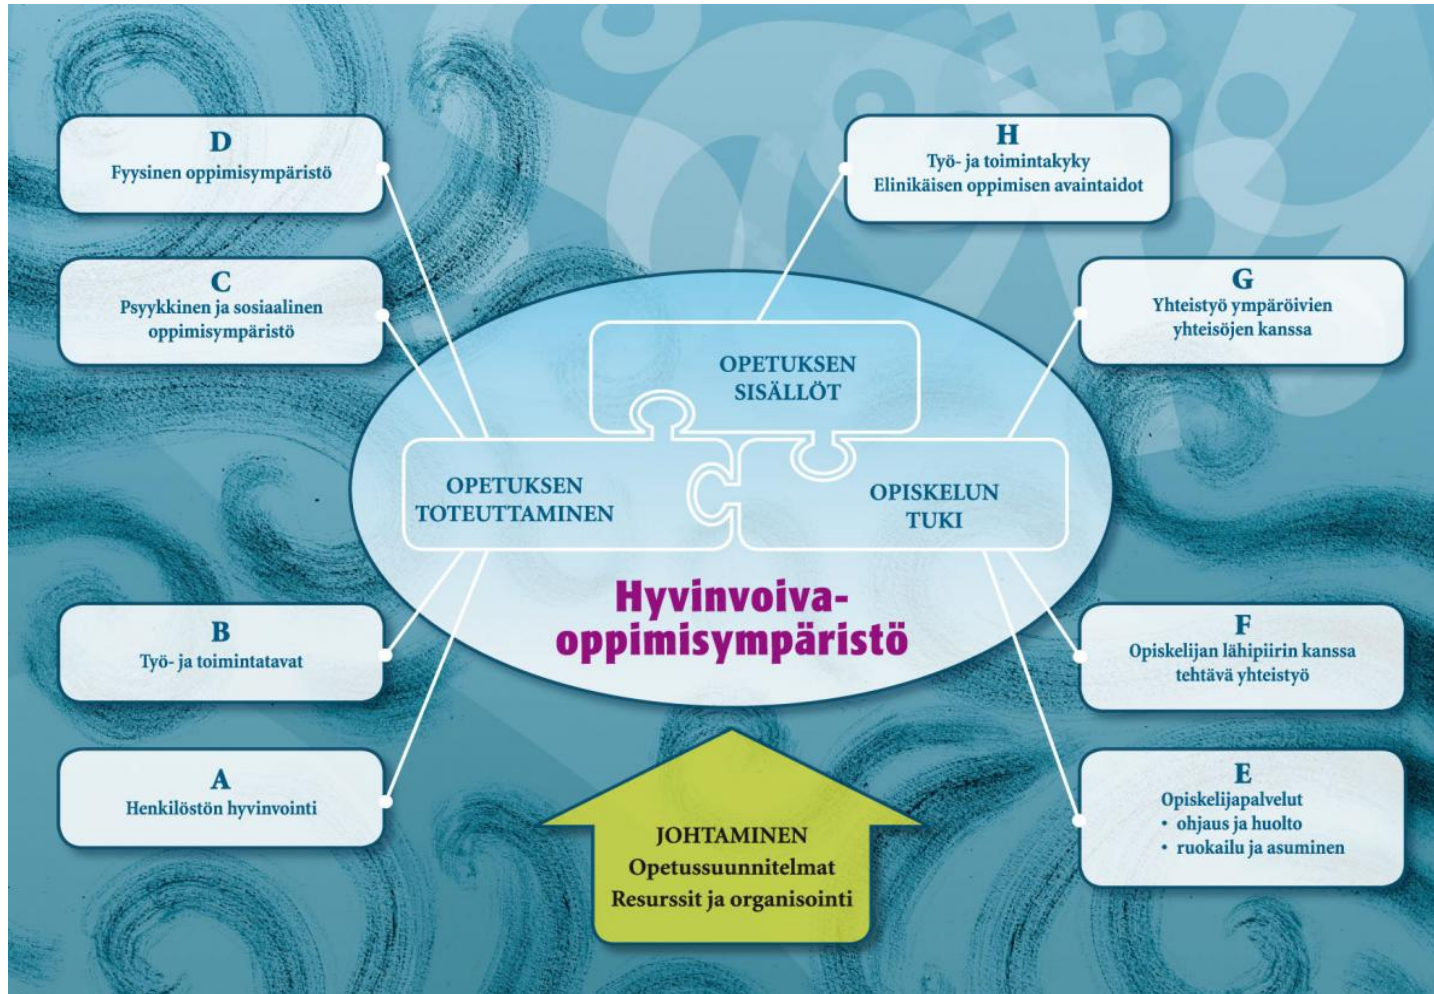 D
Fyysinen oppimisympäristö
H
Työ- ja toimintakyky
Elinikäisen oppimisen avaintaidot
C
Psyykkinen ja sosiaalinen
oppimisympäristö
G
Yhteistyö ympäröivien
yhteisöjen kanssa
OPETUKSEN
SISÄLLÖT
OPETUKSEN
TOTEUTTAMINEN
OPISKELUN
TUKI
Hyvinvoiva-
oppimisympäristö
B
Työ- ja toimintatavat
F
Opiskelijan lähipiirin kanssa
tehtävä yhteistyö
A
Henkilöstön hyvinvointi
E
Opiskelijapalvelut
• ohjaus ja huolto
• ruokailu ja asuminen
JOHTAMINEN
Opetussuunnitelmat
Resurssit ja organisointi